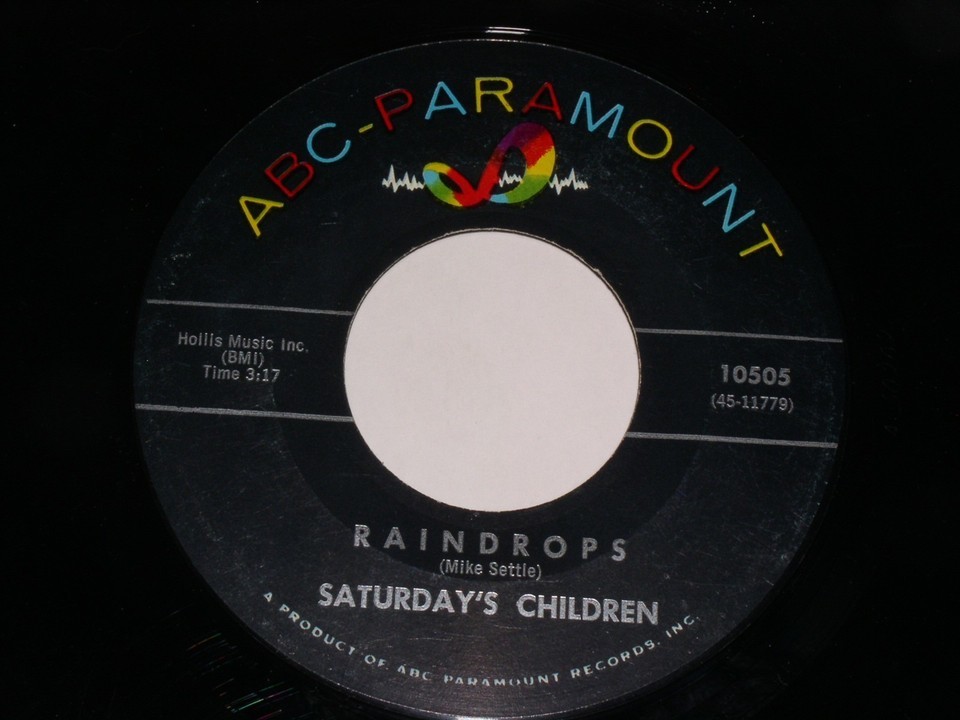 ABC-PARAMOUNT
Hollis Music Inc.
(BMI)
Time 3:17
10505
(45-11779)
RAINDROPS
(Mike Settle)
SATURDAY'S CHILDREN
A PRODUCT OF ABC PARAMOUNT RECORDS, INC.